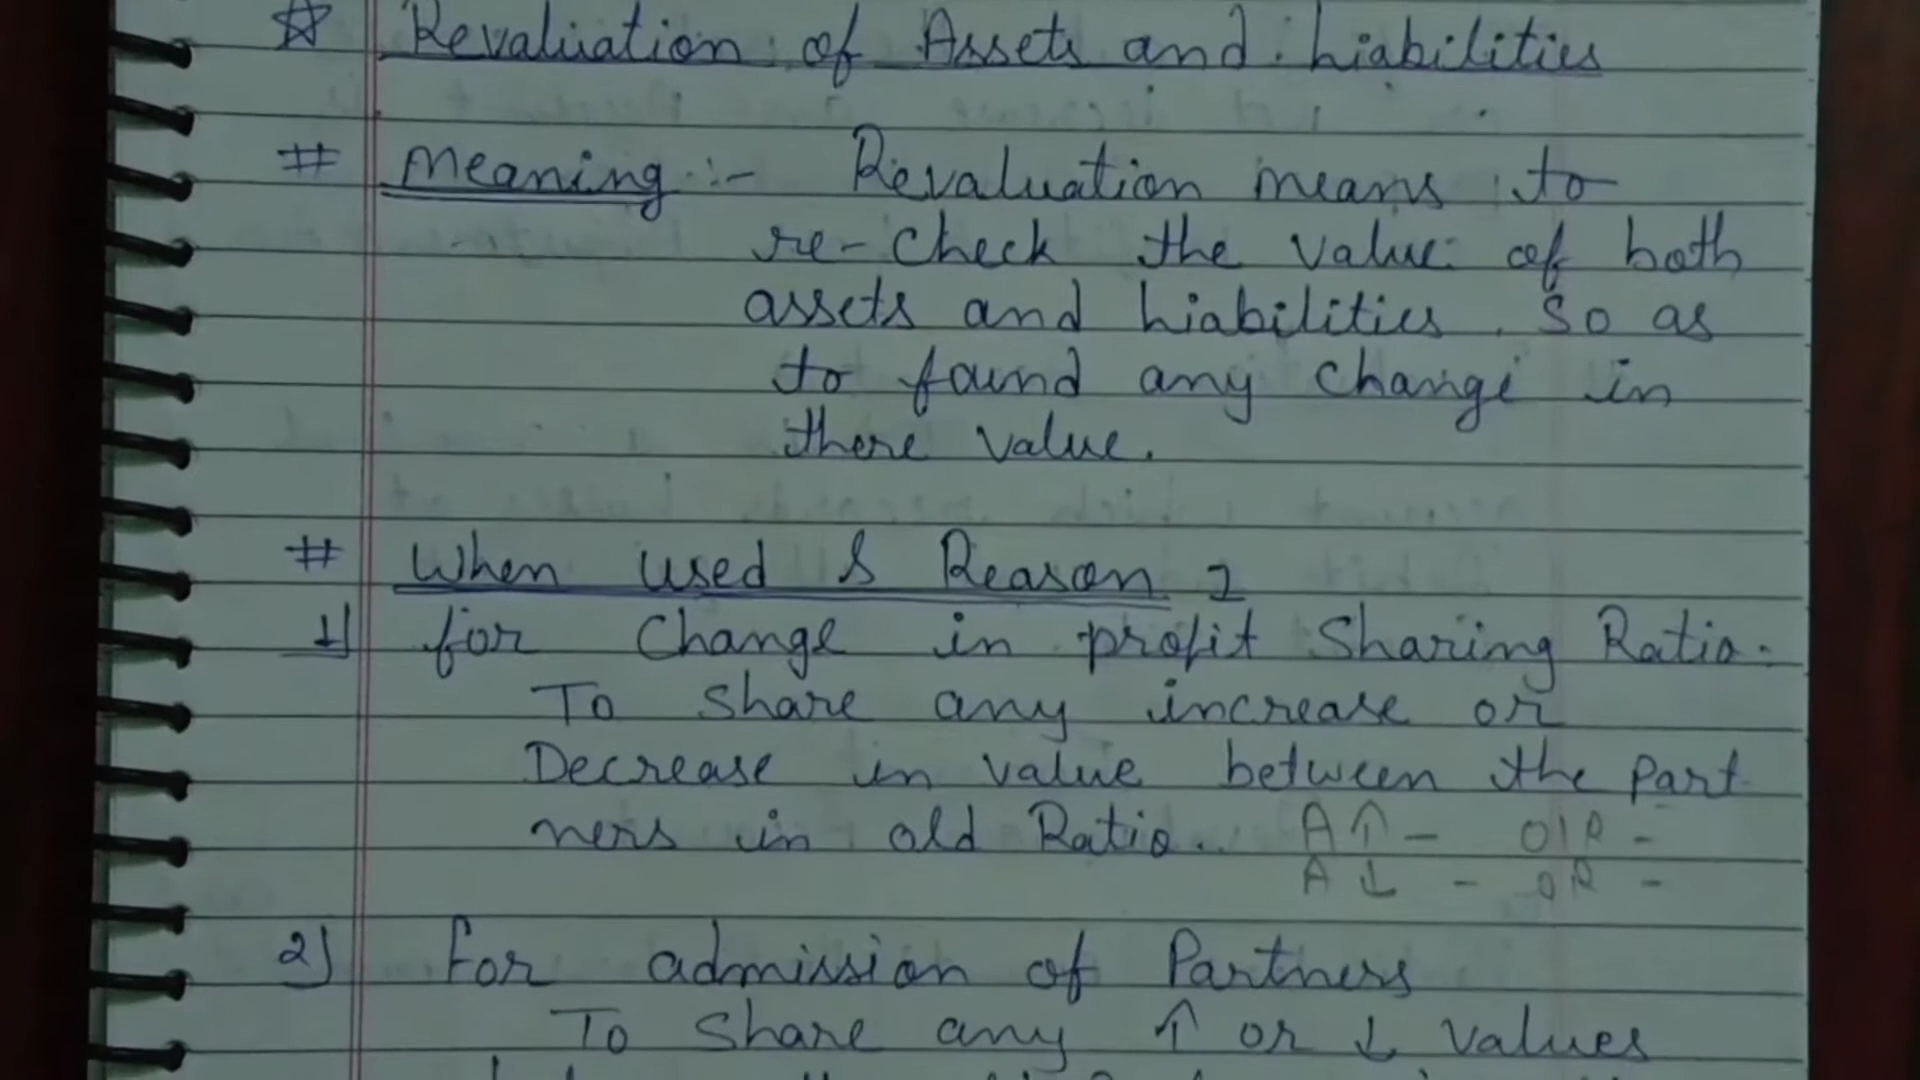 ☆ Revaluation of Assets and Liabilities
# Meaning :- Revaluation means to
re-check the value of both
assets and Liabilities. So as
to found any change in
there value.
# When used & Reason
1) for Change in profit Sharing Ratio.
To share any increase or
Decrease in value between the part
ners in old Ratio. A↑ - OIR -
A↓ - OR -
2) For admission of Partners
To share any ↑ or ↓ values